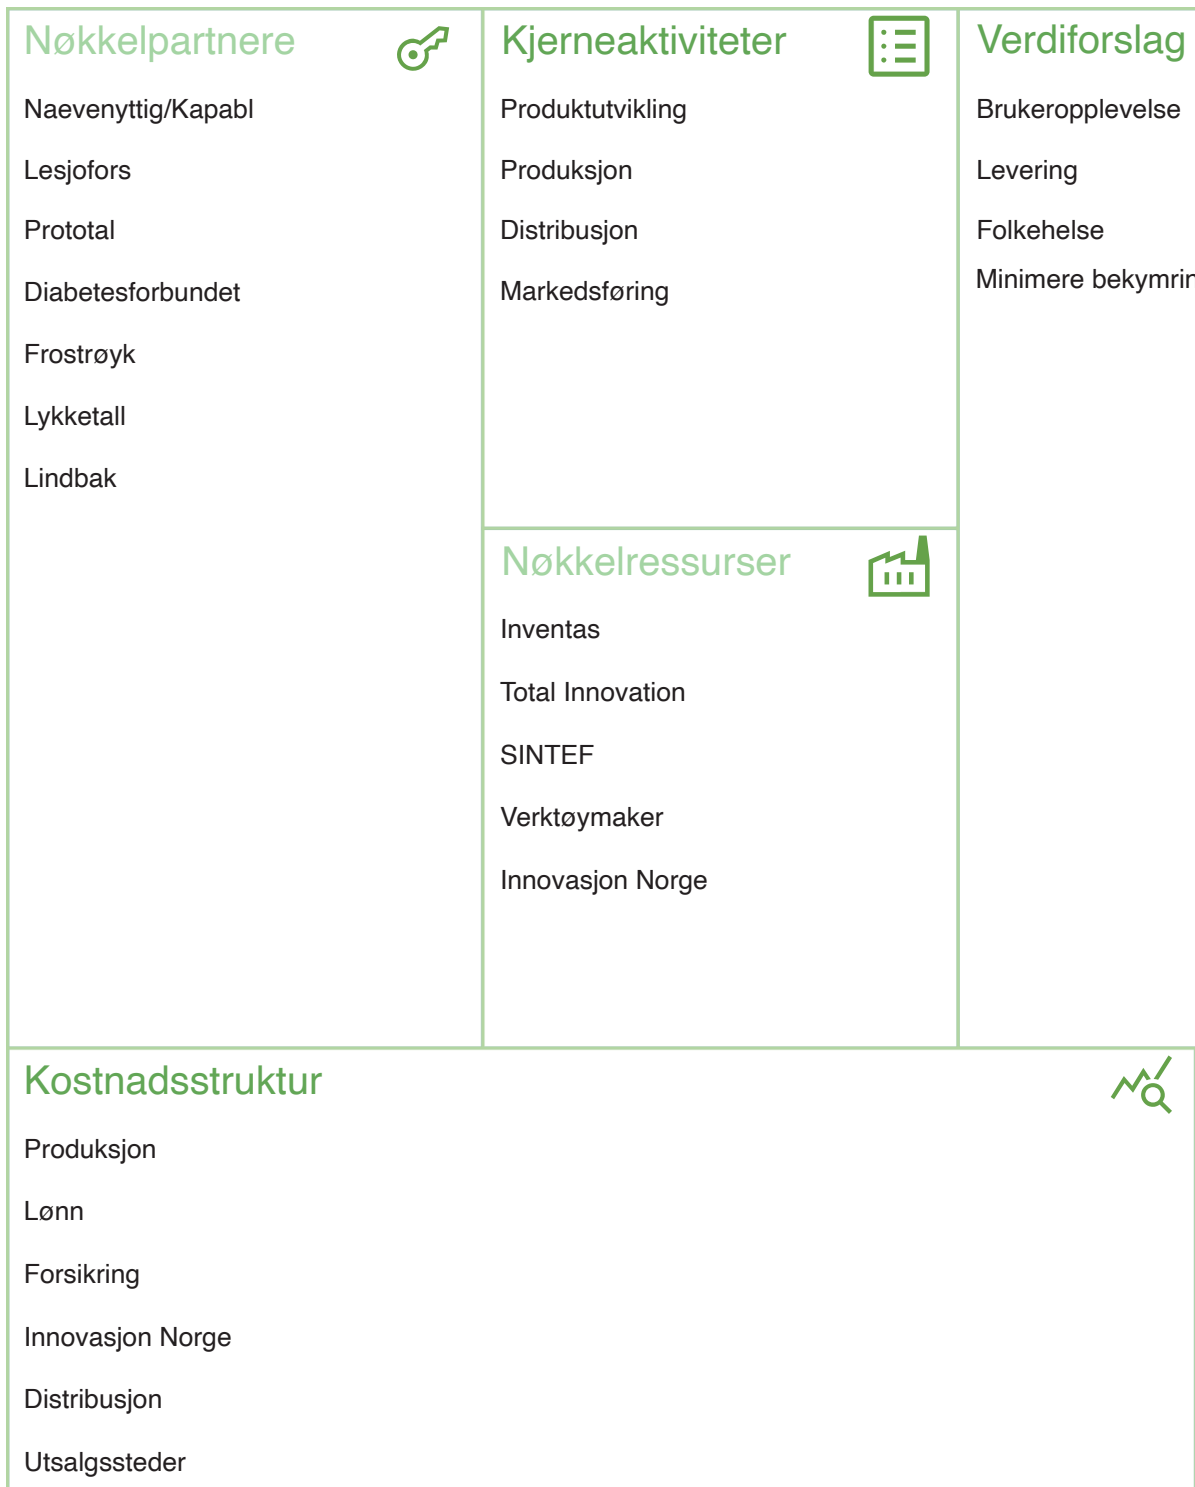 Nøkkelpartnere
Naevenyttig/Kapabl
Lesjofors
Prototal
Diabetesforbundet
Frostrøyk
Lykketall
Lindbak
Kjerneaktiviteter
Produktutvikling
Produksjon
Distribusjon
Markedsføring
Nøkkelressurser
Inventas
Total Innovation
SINTEF
Verktøymaker
Innovasjon Norge
Verdiforslag
Brukeropplevelse
Levering
Folkehelse
Minimere
Kostnadsstruktur
Produksjon
Lønn
Forsikring
Innovasjon Norge
Distribusjon
Utsalgssteder